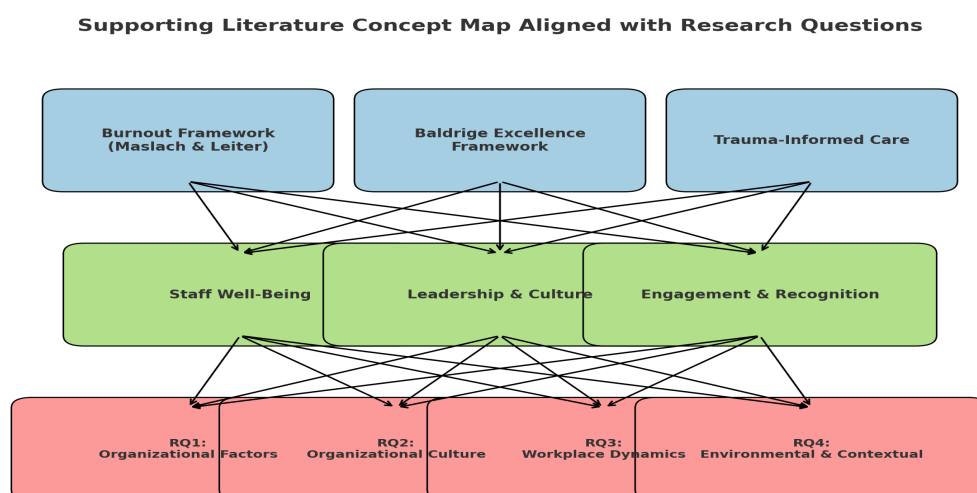 Supporting Literature Concept Map Aligned with Research Questions
Burnout Framework
(Maslach & Leiter)
Baldrige Excellence
Framework
Trauma-Informed Care
Staff Well-Being
Leadership & Culture
Engagement & Recognition
RQ1:
Organizational Factors
RQ2:
Organizational Culture
RQ3:
Workplace Dynamics
RQ4:
Environmental & Contextual